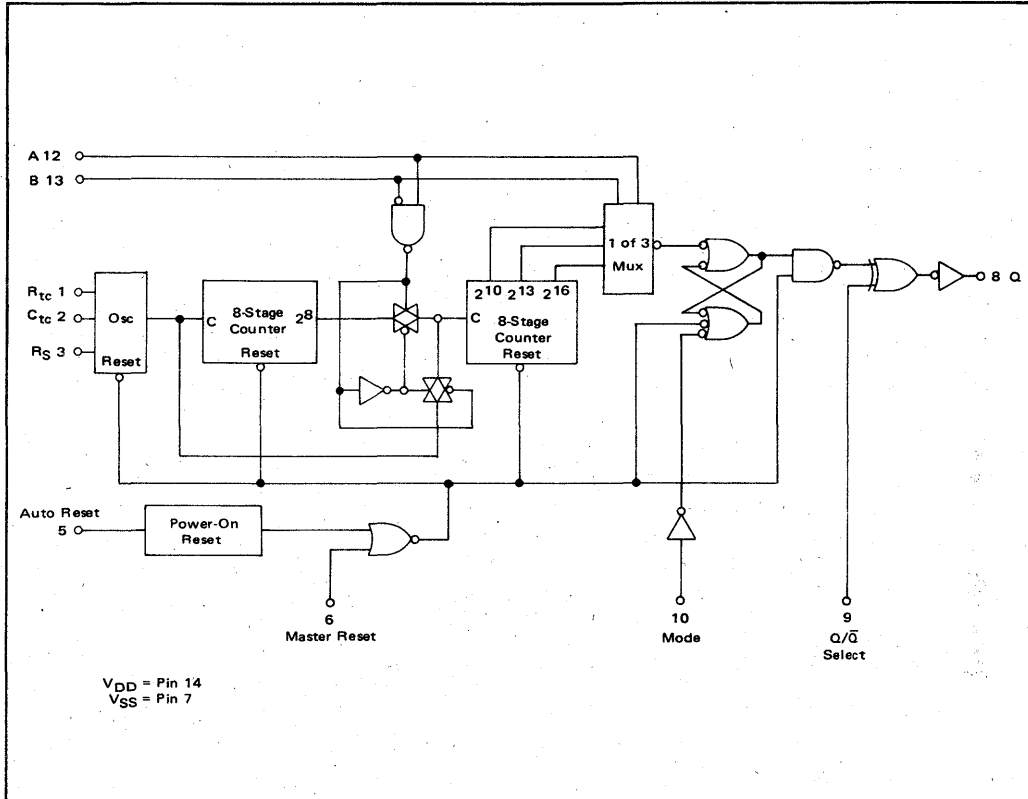 A 12
B 13
1 of 3
Mux
R_tc 1
C_tc 2
R_S 3
Osc
Reset
C
8-Stage
Counter
Reset
2^8
C
2^10 2^13 2^16
8-Stage
Counter
Reset
8 Q
Auto Reset
5
Power-On
Reset
6
Master Reset
10
Mode
9
Q/Q̅
Select
V_DD = Pin 14
V_SS = Pin 7